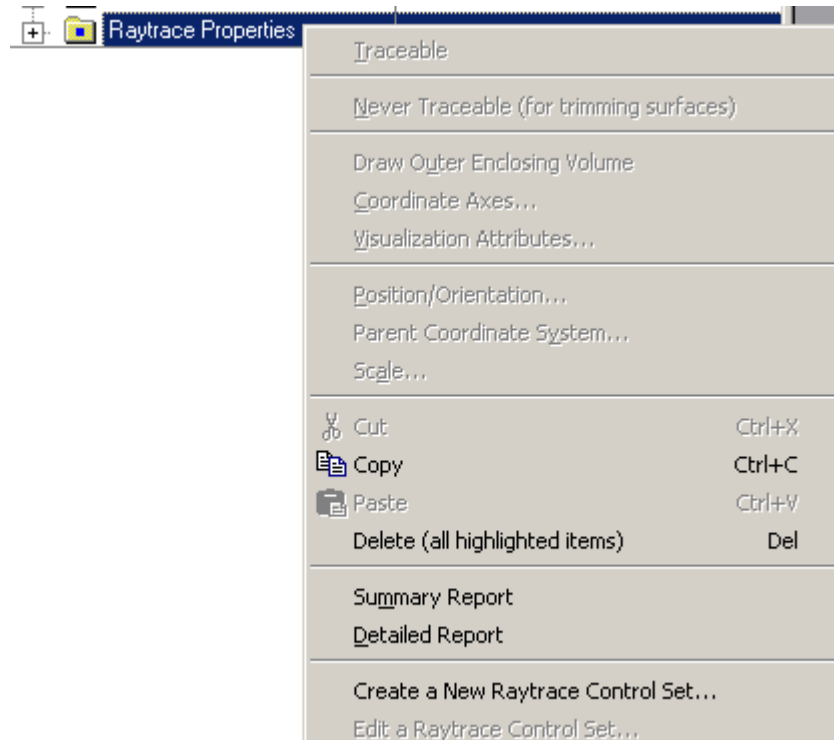 Raytrace Properties
Traceable
Never Traceable (for trimming surfaces)
Draw Outer Enclosing Volume
Coordinate Axes...
Visualization Attributes...
Position/Orientation...
Parent Coordinate System...
Scale...
Cut Ctrl+X
Copy Ctrl+C
Paste Ctrl+V
Delete (all highlighted items) Del
Summary Report
Detailed Report
Create a New Raytrace Control Set...
Edit a Raytrace Control Set...